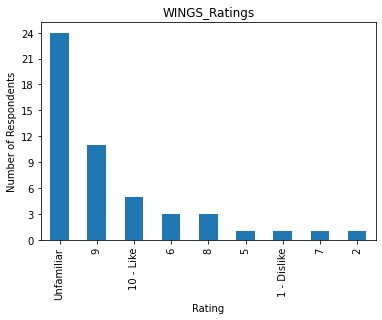 WINGS_Ratings
Number of Respondents
24
21
18
15
12
9
6
3
0
Unfamiliar
9
10 - Like
6
8
5
1 - Dislike
7
2
Rating